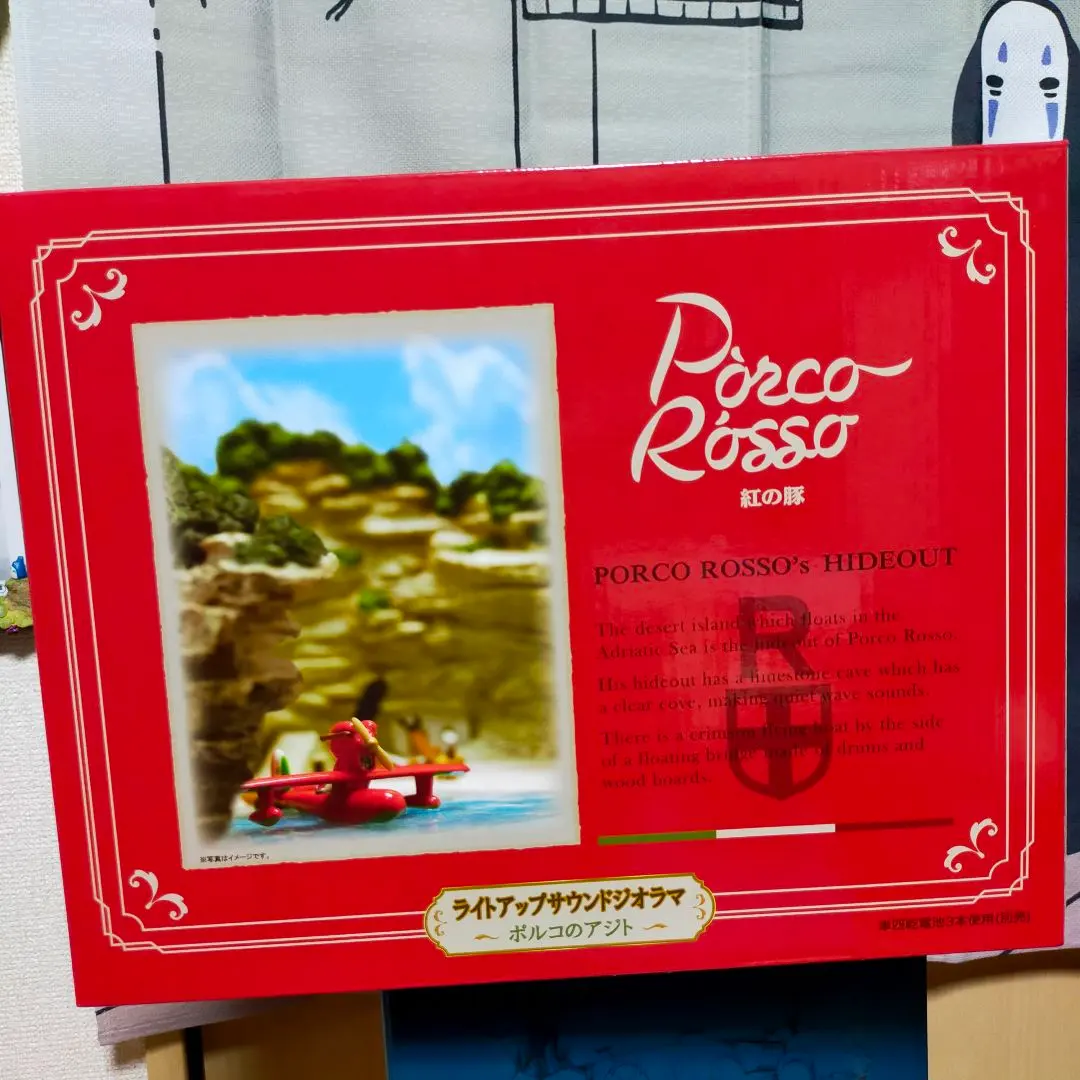 Pòrco
Rósso
紅の豚
PORCO ROSSO's HIDEOUT
The desert island which floats in the
Adriatic Sea is the hideout of Porco Rosso.
His hideout has a limestone cave which has
a clear cove, making quiet wave sounds.
There is a crimson flying boat by the side
of a floating bridge made of drums and
wood boards.
R
※写真はイメージです。
ライトアップサウンドジオラマ
ポルコのアジト
単四乾電池3本使用(別売)